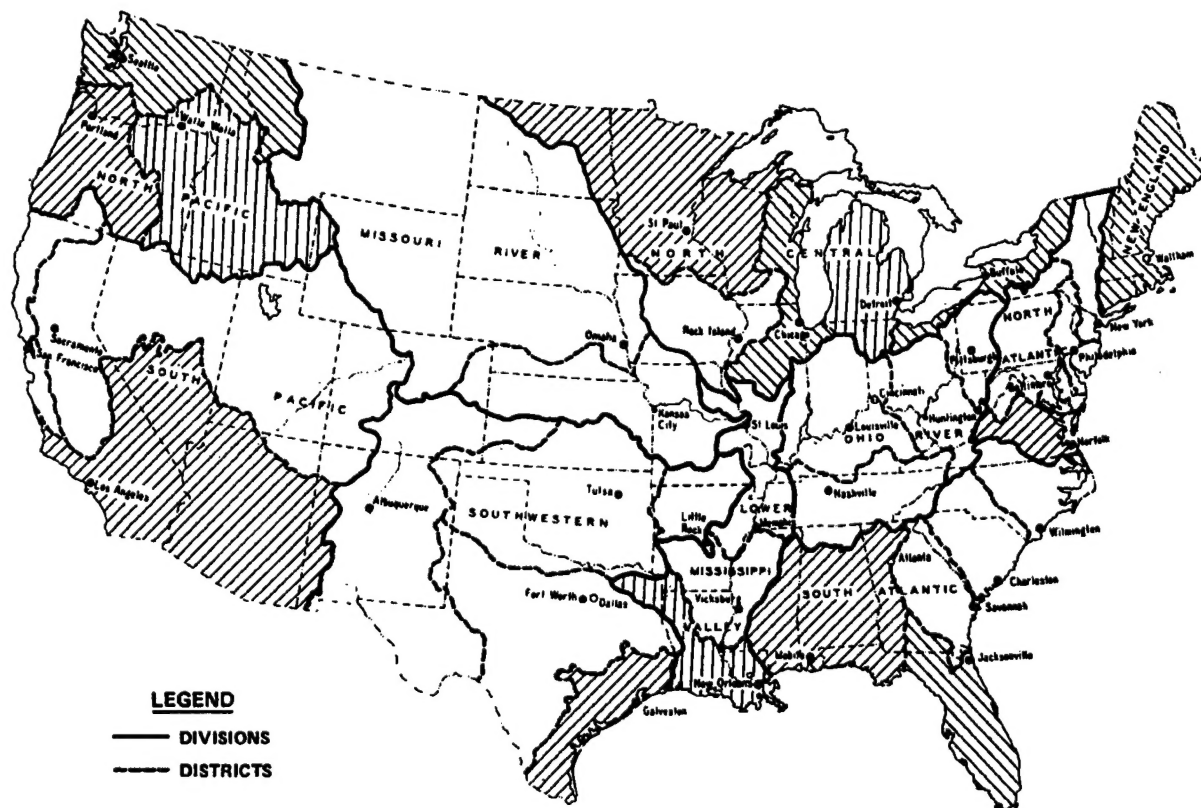 Seattle
Portland
Walla Walla
NORTH
PACIFIC
MISSOURI
RIVER
St Paul
NORTH
CENTRAL
Buffalo
NEW ENGLAND
Waltham
Detroit
Sacramento
San Francisco
SOUTH
PACIFIC
Omaha
Rock Island
Chicago
NORTH
New York
Pittsburgh
ATLANTIC
Philadelphia
Baltimore
Cincinnati
Huntington
Kansas
City
St Louis
Louisville
OHIO
RIVER
Norfolk
Los Angeles
Albuquerque
Tulsa
SOUTHWESTERN
Little
Rock
LOWER
Memphis
Nashville
Wilmington
Atlanta
MISSISSIPPI
SOUTH
ATLANTIC
Charleston
Fort Worth
Dallas
Vicksburg
Savannah
VALLEY
Mobile
Jacksonville
New Orleans
Galveston
LEGEND
DIVISIONS
DISTRICTS